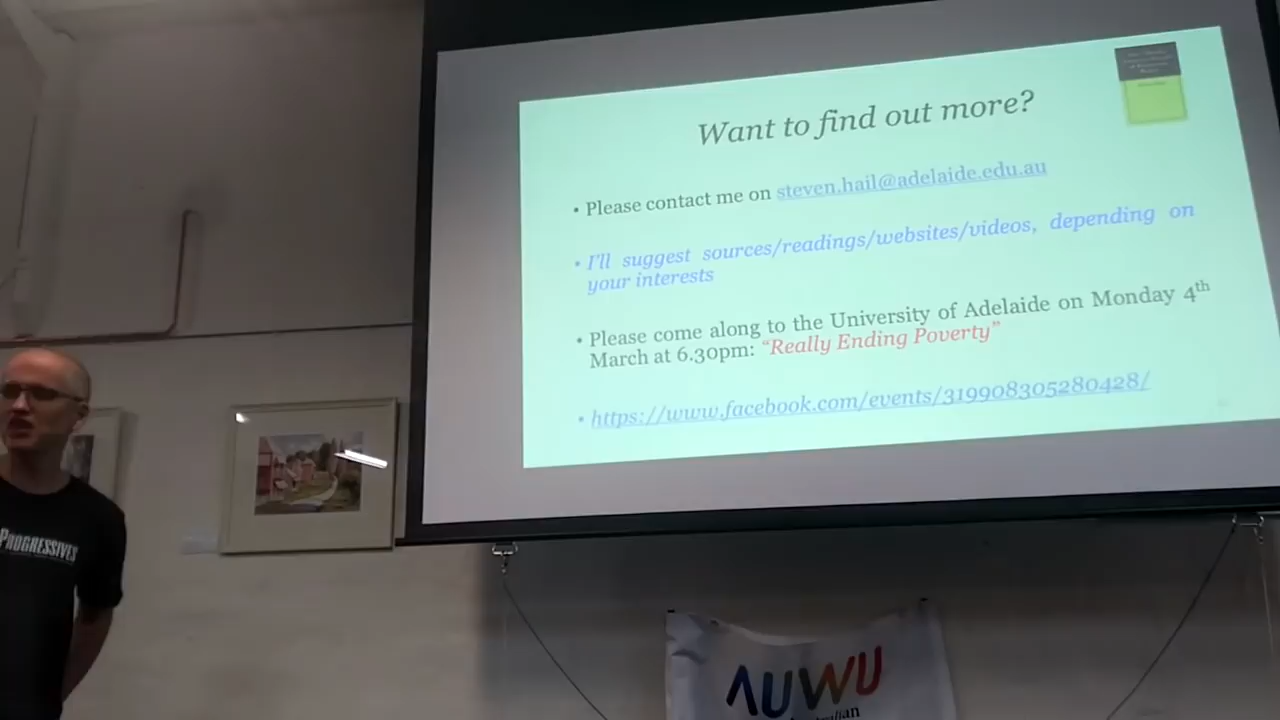 Want to find out more?
• Please contact me on steven.hail@adelaide.edu.au
• I'll suggest sources/readings/websites/videos, depending on
your interests
• Please come along to the University of Adelaide on Monday 4th
March at 6.30pm: “Really Ending Poverty”
• https://www.facebook.com/events/319908305280428/
PROGRESSIVES
AUWU